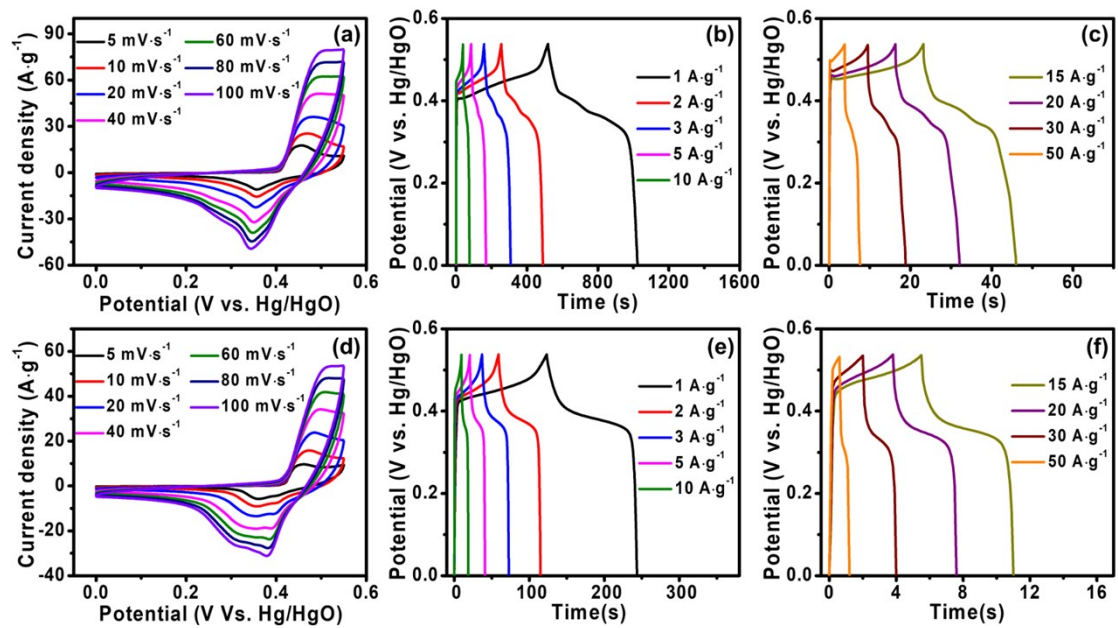 (a)
5 mV·s⁻¹
10 mV·s⁻¹
20 mV·s⁻¹
40 mV·s⁻¹
60 mV·s⁻¹
80 mV·s⁻¹
100 mV·s⁻¹
90
60
30
0
-30
-60
Current density (A·g⁻¹)
0.0 0.2 0.4 0.6
Potential (V vs. Hg/HgO)
(b)
1 A·g⁻¹
2 A·g⁻¹
3 A·g⁻¹
5 A·g⁻¹
10 A·g⁻¹
0.6
0.4
0.2
0.0
Potential (V vs. Hg/HgO)
0 400 800 1200 1600
Time (s)
(c)
15 A·g⁻¹
20 A·g⁻¹
30 A·g⁻¹
50 A·g⁻¹
0.6
0.4
0.2
0.0
Potential (V vs. Hg/HgO)
0 20 40 60
Time (s)
(d)
5 mV·s⁻¹
10 mV·s⁻¹
20 mV·s⁻¹
40 mV·s⁻¹
60 mV·s⁻¹
80 mV·s⁻¹
100 mV·s⁻¹
60
40
20
0
-20
-40
Current density (A·g⁻¹)
0.0 0.2 0.4 0.6
Potential (V Vs. Hg/HgO)
(e)
1 A·g⁻¹
2 A·g⁻¹
3 A·g⁻¹
5 A·g⁻¹
10 A·g⁻¹
0.6
0.4
0.2
0.0
Potential (V vs. Hg/HgO)
0 100 200 300
Time(s)
(f)
15 A·g⁻¹
20 A·g⁻¹
30 A·g⁻¹
50 A·g⁻¹
0.6
0.4
0.2
0.0
Potential (V vs. Hg/HgO)
0 4 8 12 16
Time(s)